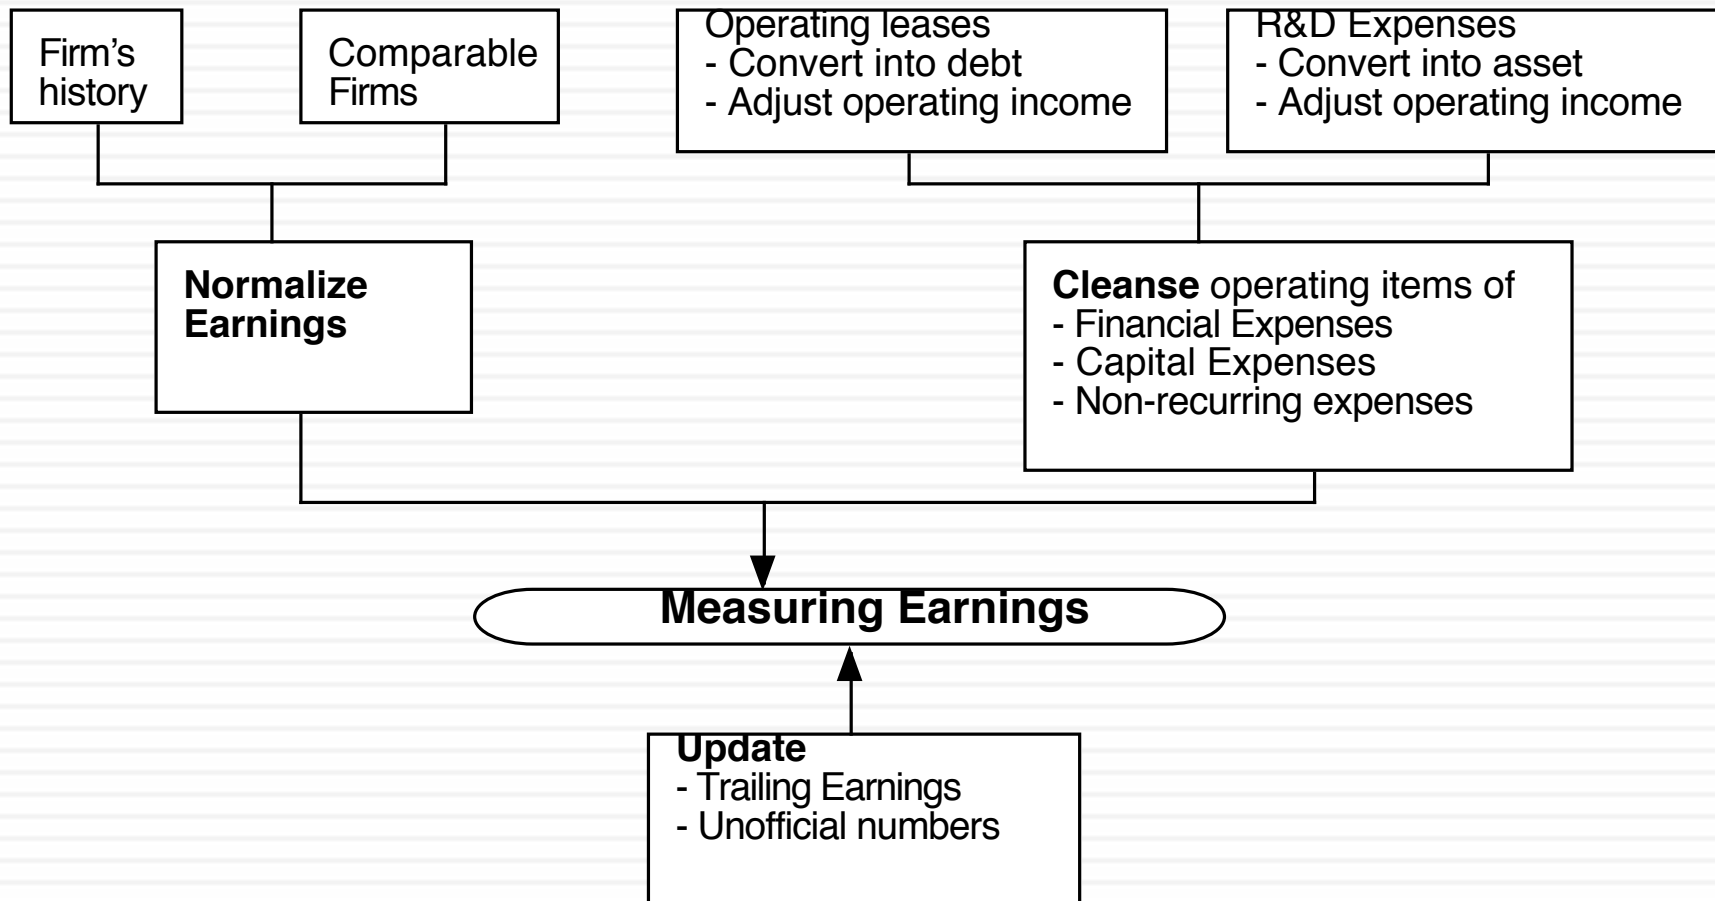 Firm’s
history
Comparable
Firms
Operating leases
- Convert into debt
- Adjust operating income
R&D Expenses
- Convert into asset
- Adjust operating income
Normalize
Earnings
Cleanse operating items of
- Financial Expenses
- Capital Expenses
- Non-recurring expenses
Measuring Earnings
Update
- Trailing Earnings
- Unofficial numbers